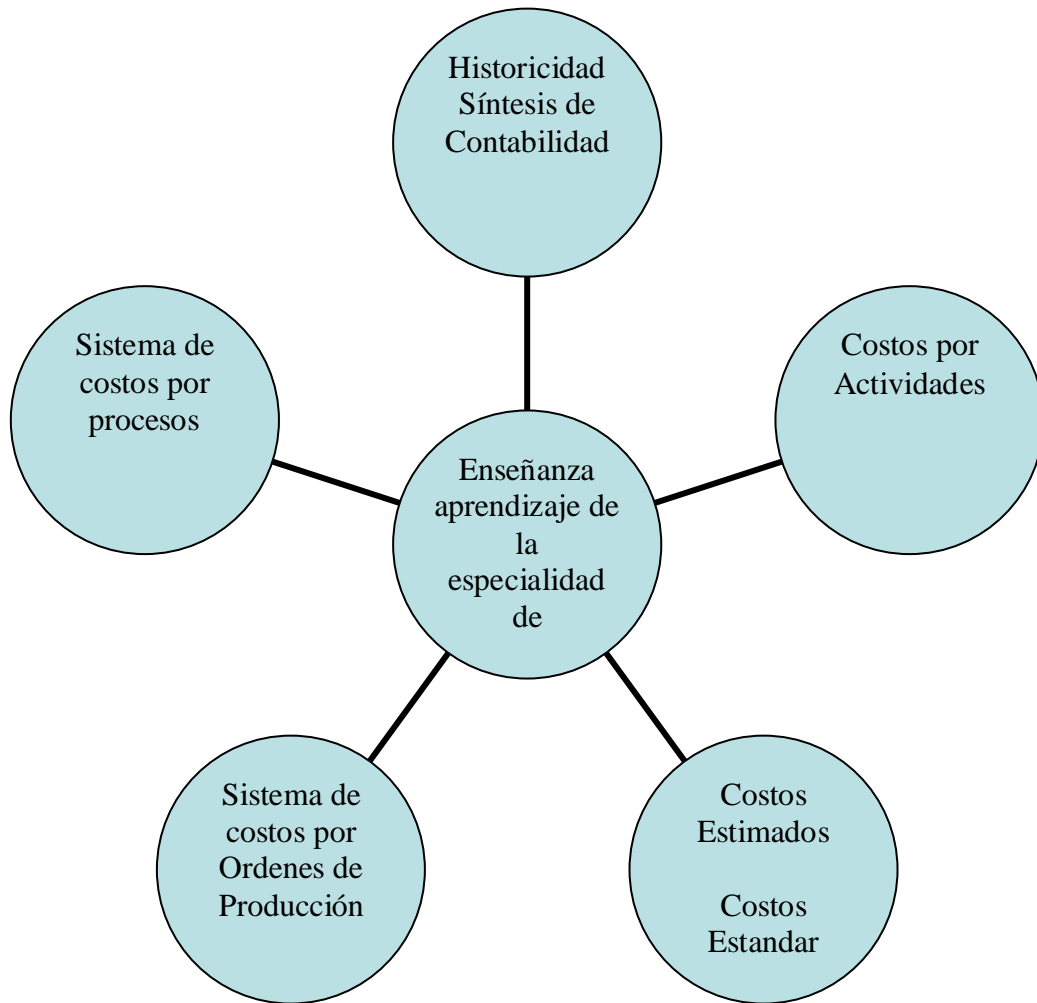 Historicidad
Síntesis de
Contabilidad
Sistema de
costos por
procesos
Costos por
Actividades
Enseñanza
aprendizaje de
la
especialidad
de
Sistema de
costos por
Ordenes de
Producción
Costos
Estimados
Costos
Estandar